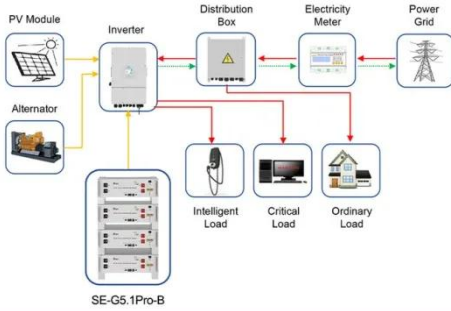 PV Module
Inverter
Distribution
Box
Electricity
Meter
Power
Grid
Alternator
Intelligent
Load
Critical
Load
Ordinary
Load
SE-G5.1Pro-B